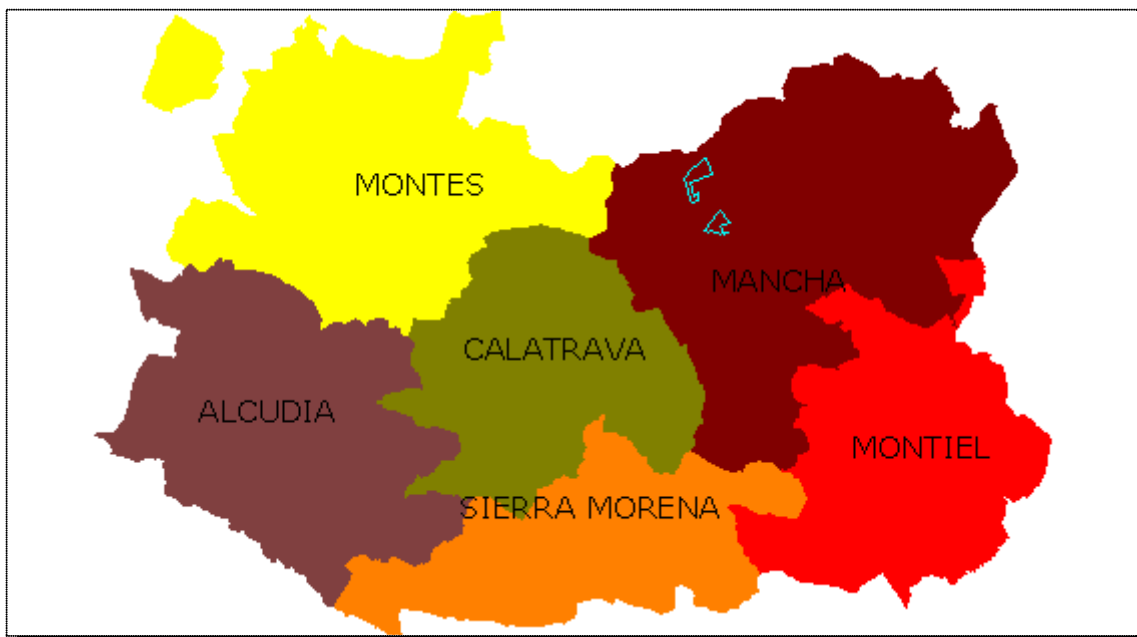 MONTES
MANCHA
CALATRAVA
ALCUDIA
MONTIEL
SIERRA MORENA